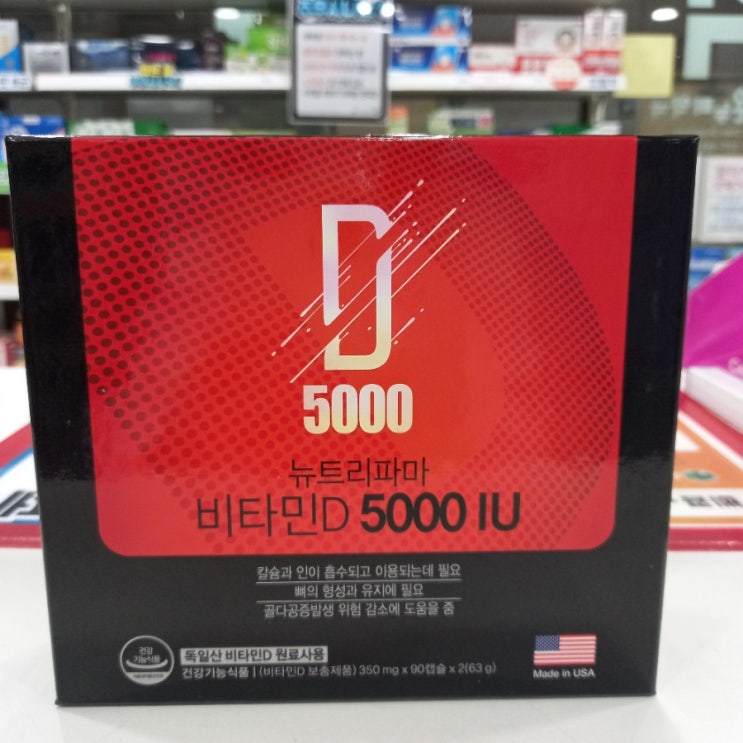 D
5000
뉴트리파마
비타민D 5000 IU
칼슘과 인이 흡수되고 이용되는데 필요
뼈의 형성과 유지에 필요
골다공증발생 위험 감소에 도움을 줌
건강
기능식품
독일산 비타민D 원료사용
건강기능식품 | (비타민D 보충제품) 350 mg x 90캡슐 x 2(63 g)
Made in USA